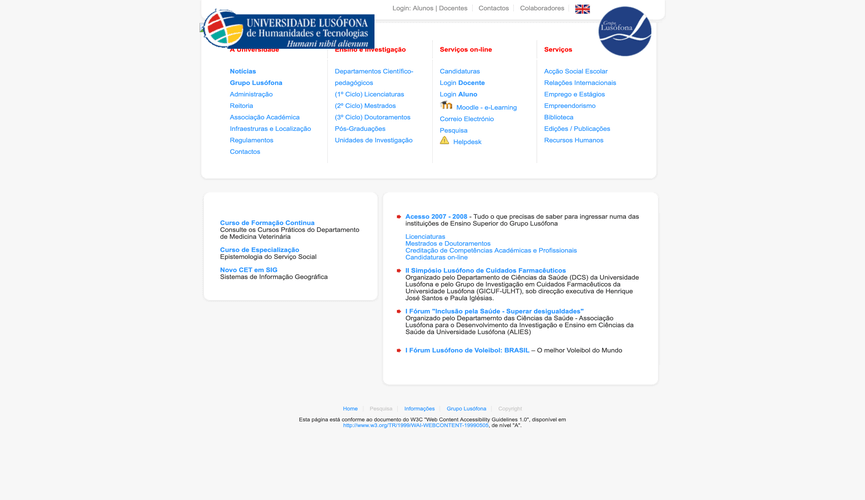 Login: Alunos | Docentes Contactos Colaboradores
UNIVERSIDADE LUSÓFONA
de Humanidades e Tecnologias
Humani nihil alienum
Grupo
Lusófona
A Universidade
Notícias
Grupo Lusófona
Administração
Reitoria
Associação Académica
Infraestruras e Localização
Regulamentos
Contactos
Ensino e Investigação
Departamentos Científico-
pedagógicos
(1º Ciclo) Licenciaturas
(2º Ciclo) Mestrados
(3º Ciclo) Doutoramentos
Pós-Graduações
Unidades de Investigação
Serviços on-line
Candidaturas
Login Docente
Login Aluno
Moodle - e-Learning
Correio Electrónio
Pesquisa
Helpdesk
Serviços
Acção Social Escolar
Relações Internacionais
Emprego e Estágios
Empreendorismo
Biblioteca
Edições / Publicações
Recursos Humanos
Curso de Formação Contínua
Consulte os Cursos Práticos do Departamento
de Medicina Veterinária
Curso de Especialização
Epistemologia do Serviço Social
Novo CET em SIG
Sistemas de Informação Geográfica
Acesso 2007 - 2008 - Tudo o que precisas de saber para ingressar numa das
instituições de Ensino Superior do Grupo Lusófona
Licenciaturas
Mestrados e Doutoramentos
Creditação de Competências Académicas e Profissionais
Candidaturas on-line
II Simpósio Lusófono de Cuidados Farmacêuticos
Organizado pelo Departamento de Ciências da Saúde (DCS) da Universidade
Lusófona e pelo Grupo de Investigação em Cuidados Farmacêuticos da
Universidade Lusófona (GICUF-ULHT), sob direcção executiva de Henrique
José Santos e Paula Iglésias.
I Fórum "Inclusão pela Saúde - Superar desigualdades"
Organizado pelo Departamernto das Ciências da Saúde - Associação
Lusófona para o Desenvolvimento da Investigação e Ensino em Ciências da
Saúde da Universidade Lusófona (ALIES)
I Fórum Lusófono de Voleibol: BRASIL – O melhor Voleibol do Mundo
Home Pesquisa Informações Grupo Lusófona Copyright
Esta página está conforme ao documento do W3C "Web Content Accessibility Guidelines 1.0", disponível em
http://www.w3.org/TR/1999/WAI-WEBCONTENT-19990505, de nível "A".